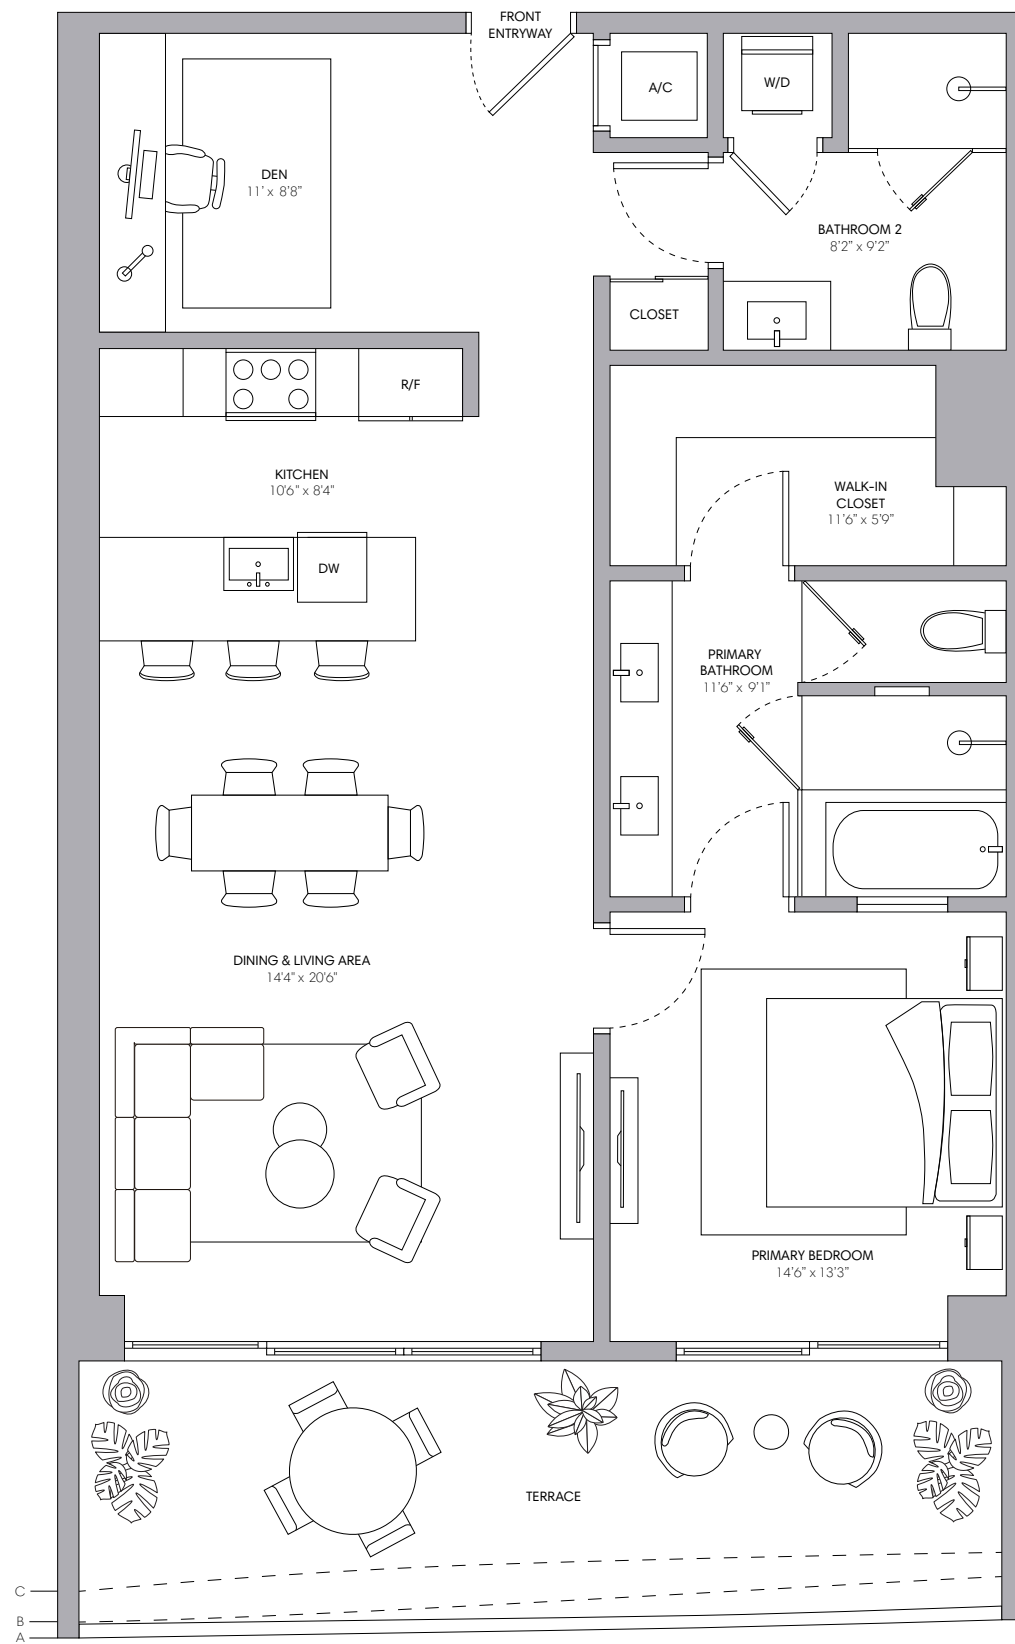 FRONT
ENTRYWAY
A/C
W/D
DEN
11' x 8'8"
BATHROOM 2
8'2" x 9'2"
CLOSET
R/F
KITCHEN
10'6" x 8'4"
WALK-IN
CLOSET
11'6" x 5'9"
DW
PRIMARY
BATHROOM
11'6" x 9'1"
DINING & LIVING AREA
14'4" x 20'6"
PRIMARY BEDROOM
14'6" x 13'3"
TERRACE
C
B
A